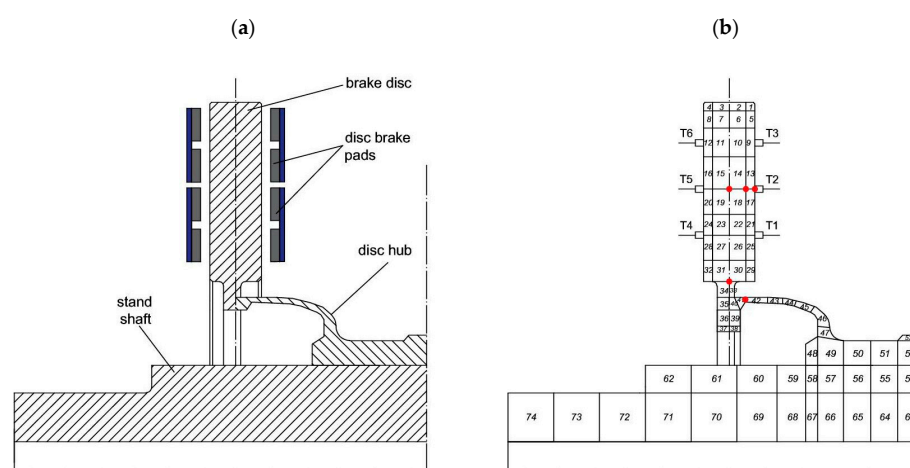 (a)
(b)
brake disc
disc brake
pads
disc hub
stand
shaft
4 3 2 1
8 7 6 5
T6 12 11 10 9 T3
16 15 14 13
T5 T2
20 19 18 17
24 23 22 21
T4 T1
28 27 26 25
32 31 30 29
34 33
35 40 41 42 43 44 45
36 39 46
37 38 47
48 49 50 51
62 61 60 59 58 57 56 55
74 73 72 71 70 69 68 67 66 65 64